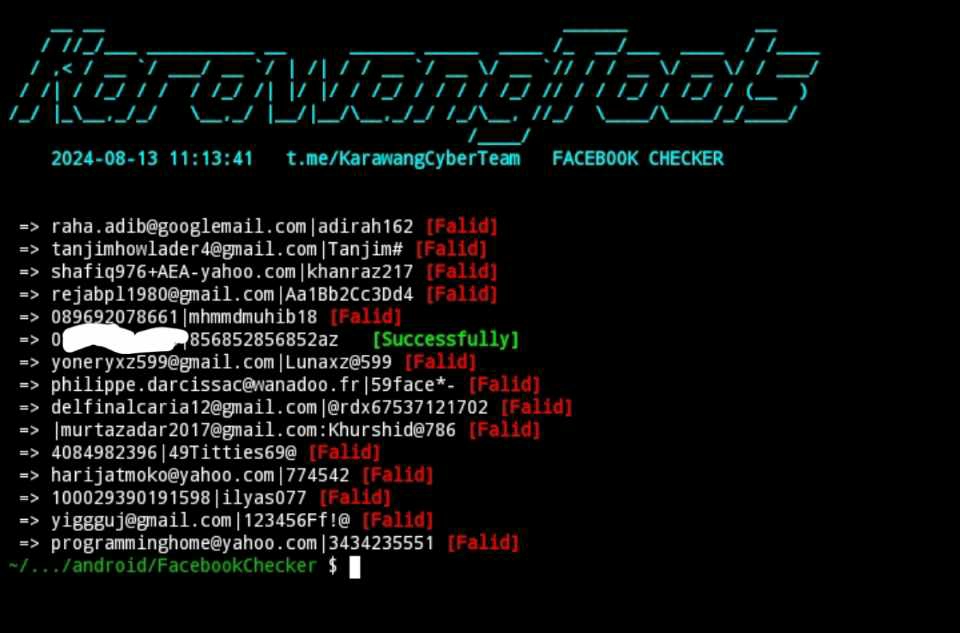 KarawangTools
2024-08-13 11:13:41 t.me/KarawangCyberTeam FACEBOOK CHECKER
=> raha.adib@googlemail.com|adirah162 [Falid]
=> tanjimhowlader4@gmail.com|Tanjim# [Falid]
=> shafiq976+AEA-yahoo.com|khanraz217 [Falid]
=> rejabpl1980@gmail.com|Aa1Bb2Cc3Dd4 [Falid]
=> 089692078661|mhmmdmuhib18 [Falid]
=> 0 |856852856852az [Successfully]
=> yoneryxz599@gmail.com|Lunaxz@599 [Falid]
=> philippe.darcissac@wanadoo.fr|59face*- [Falid]
=> delfinalcaria12@gmail.com|@rdx67537121702 [Falid]
=> |murtazadar2017@gmail.com:Khurshid@786 [Falid]
=> 4084982396|49Titties69@ [Falid]
=> harijatmoko@yahoo.com|774542 [Falid]
=> 100029390191598|ilyas077 [Falid]
=> yiggguj@gmail.com|123456Ff!@ [Falid]
=> programminghome@yahoo.com|3434235551 [Falid]
~/.../android/FacebookChecker $